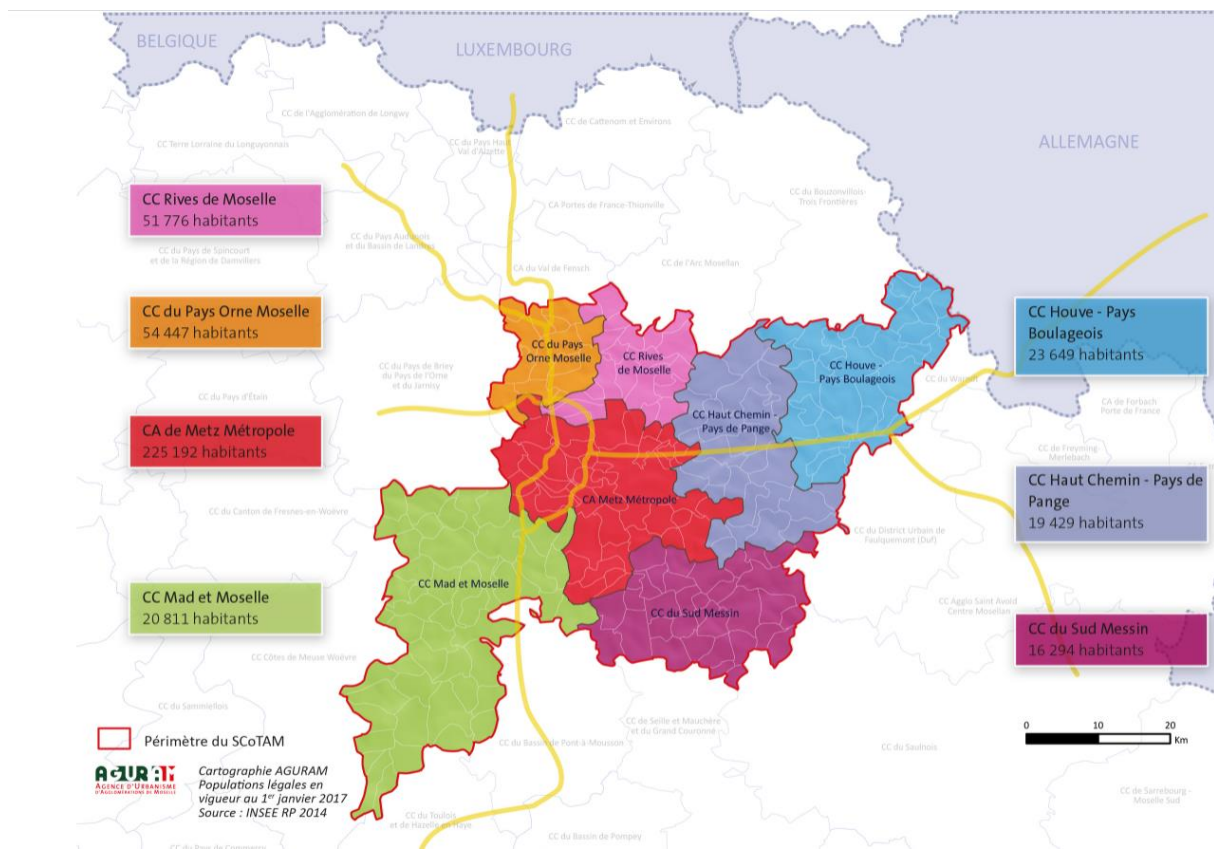 BELGIQUE
LUXEMBOURG
ALLEMAGNE
CC de l'Agglomération de Longwy
CC de Cattenom et Environs
CC Terre Lorraine du Longuyonnais
CC du Pays Haut
Val d'Alzette
CC du Bouzonvillois-
Trois Frontières
CA Portes de France-Thionville
CC Rives de Moselle
51 776 habitants
CC du Pays Audunois
et du Bassin de Landres
CC du Pays de Spincourt
et de la Région de Damvillers
CA du Val de Fensch
CC de l'Arc Mosellan
CC du Pays Orne Moselle
54 447 habitants
CC Houve - Pays
Boulageois
23 649 habitants
CC du Pays
Orne Moselle
CC Rives
de Moselle
CC Houve -
Pays Boulageois
CC du Pays de Briey
du Pays de l'Orne
et du Jarnisy
CC du Warndt
CC du Pays d'Étain
CA de Forbach
Porte de France
CC Haut Chemin -
Pays de Pange
CA de Metz Métropole
225 192 habitants
CC de Freyming-
Merlebach
CC Haut Chemin - Pays de
Pange
19 429 habitants
CA Metz Métropole
CC du Canton de Fresnes-en-Woëvre
CC du District Urbain de
Faulquemont (Duf)
CC Mad et Moselle
20 811 habitants
CC Mad et Moselle
CC du Sud Messin
CC Agglo Saint Avold
Centre Mosellan
CC du Sud Messin
16 294 habitants
CC Côtes de Meuse Woëvre
CC du Sammiellois
CC de Seille et Mauchère
et du Grand Couronné
CC du Bassin de Pont-à-Mousson
CC du Saulnois
0 10 20
Km
Périmètre du SCoTAM
AGURAM
AGENCE D'URBANISME
D'AGGLOMÉRATIONS DE MOSELLE
Cartographie AGURAM
Populations légales en
vigueur au 1er janvier 2017
Source : INSEE RP 2014
CC de Sarrebourg -
Moselle Sud
CC du Toulois
et de Hazelle en Haye
CC du Bassin de Pompey